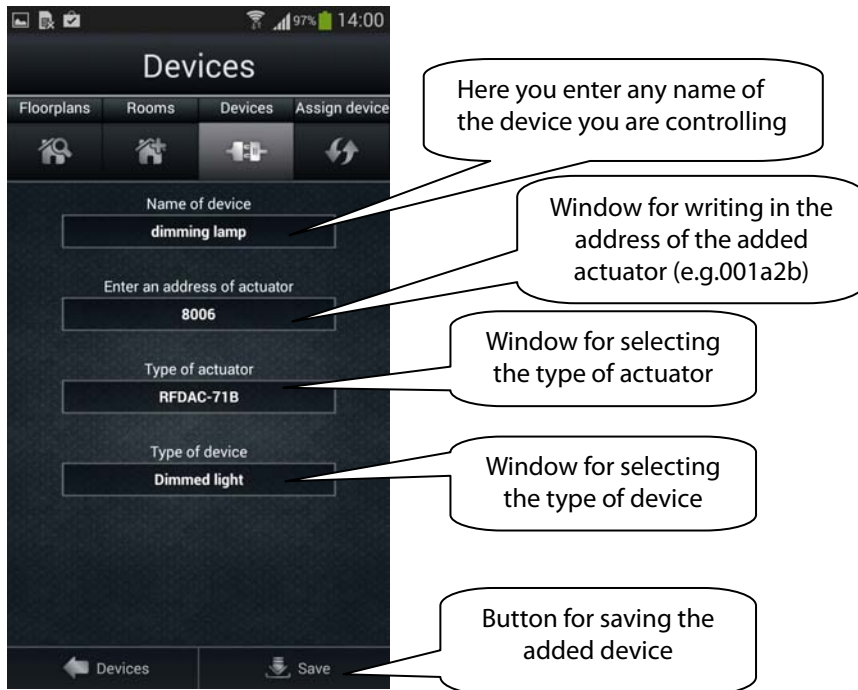 97% 14:00
Devices
Floorplans Rooms Devices Assign device
Name of device
dimming lamp
Enter an address of actuator
8006
Type of actuator
RFDAC-71B
Type of device
Dimmed light
Devices Save
Here you enter any name of
the device you are controlling
Window for writing in the
address of the added
actuator (e.g.001a2b)
Window for selecting
the type of actuator
Window for selecting
the type of device
Button for saving the
added device